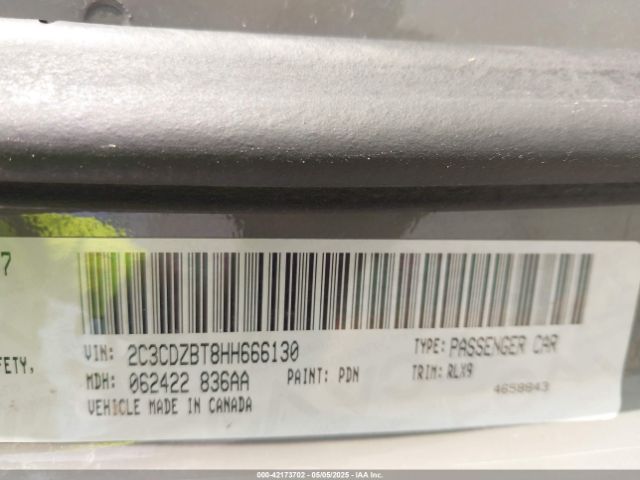 7
VIN: 2C3CDZBT8HH666130 TYPE: PASSENGER CAR
FETY,
MDH: 062422 836AA PAINT: PDN TRIM: RLX9
VEHICLE MADE IN CANADA 4658843
000-42173702 - 05/05/2025 - IAA Inc.